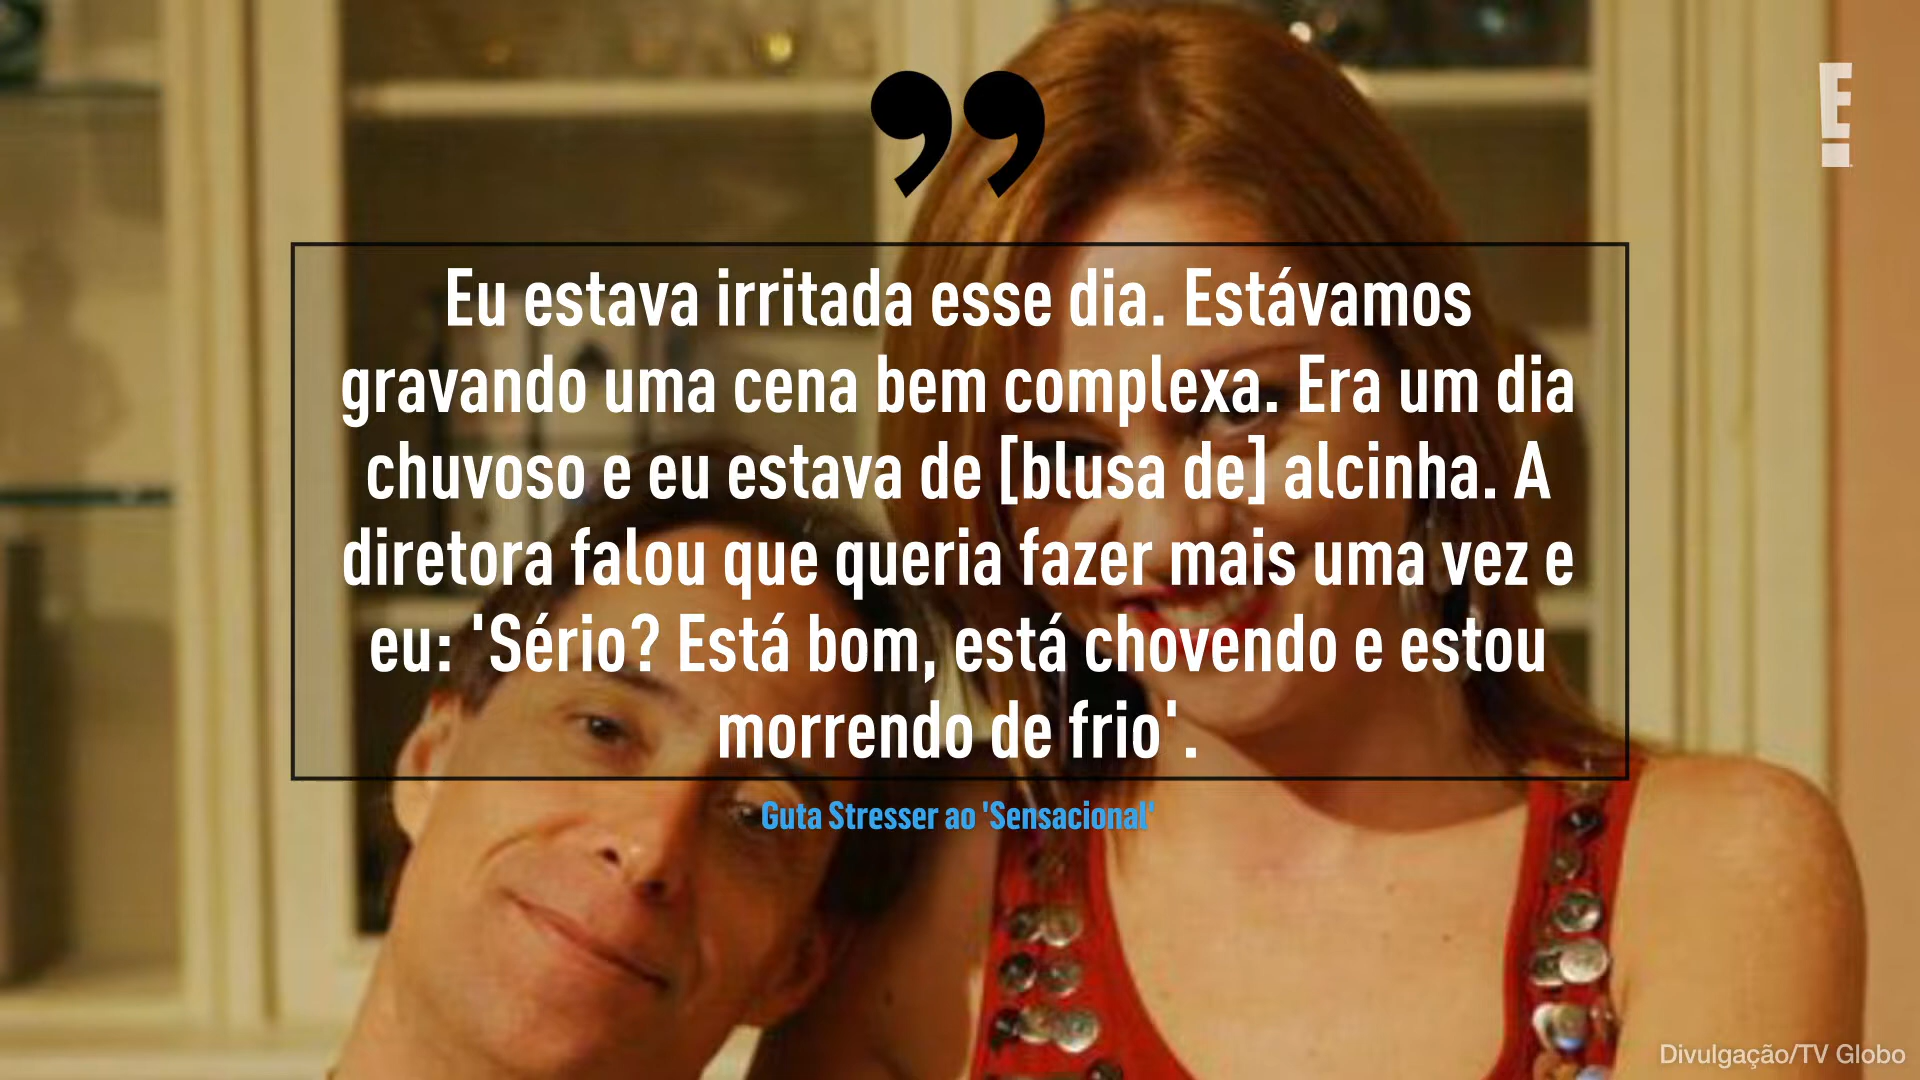 ”
E!
Eu estava irritada esse dia. Estávamos
gravando uma cena bem complexa. Era um dia
chuvoso e eu estava de [blusa de] alcinha. A
diretora falou que queria fazer mais uma vez e
eu: 'Sério? Está bom, está chovendo e estou
morrendo de frio'.
Guta Stresser ao 'Sensacional'
Divulgação/TV Globo